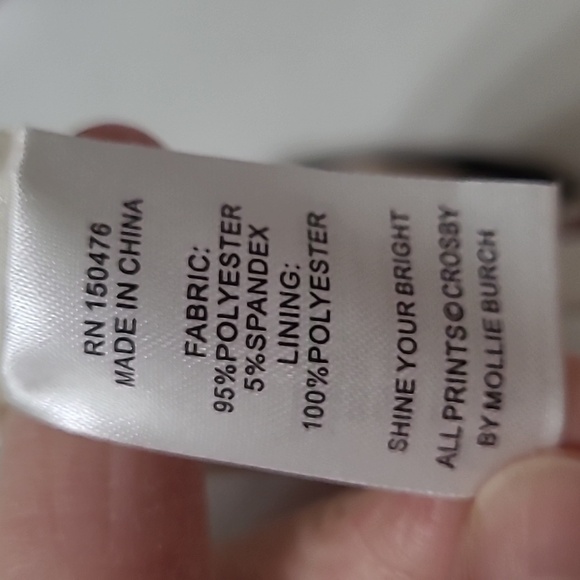 RN 150476
MADE IN CHINA
FABRIC:
95%POLYESTER
5%SPANDEX
LINING:
100%POLYESTER
SHINE YOUR BRIGHT
ALL PRINTS©CROSBY
BY MOLLIE BURCH